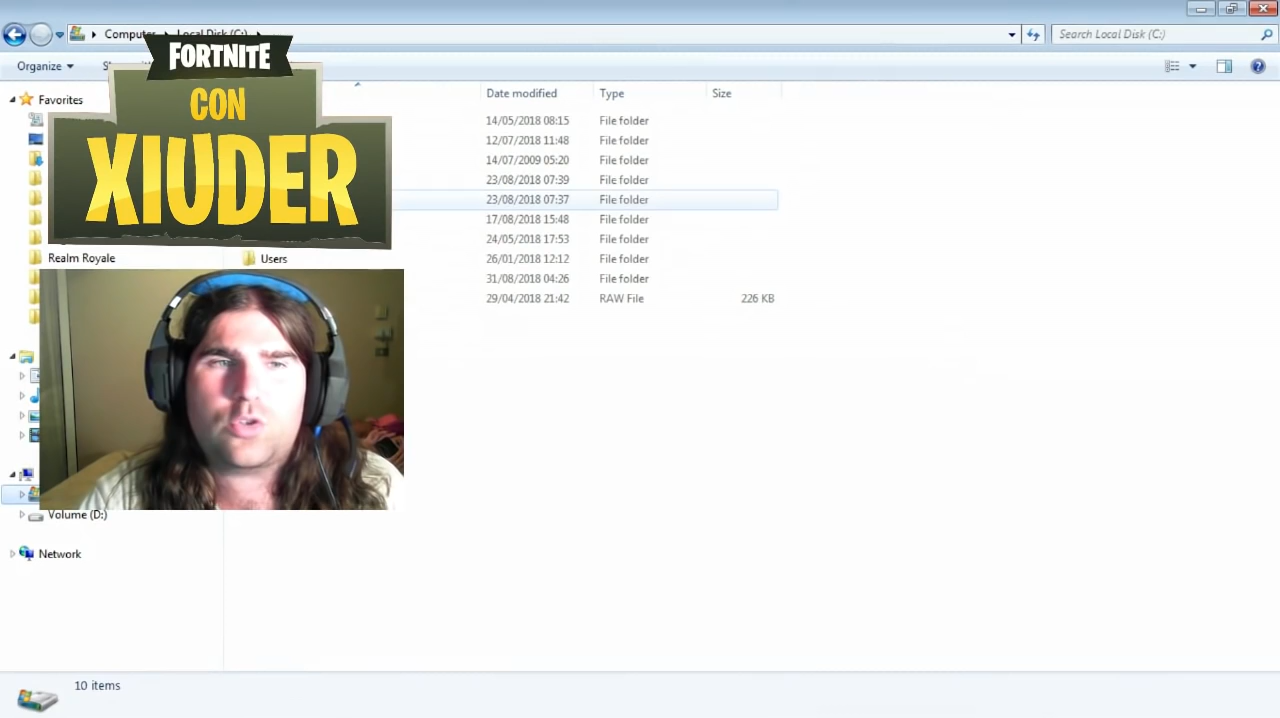 Computer
Local Disk (C:)
Search Local Disk (C:)
Organize
FORTNITE
CON
XIUDER
Date modified
Type
Size
Favorites
14/05/2018 08:15
File folder
12/07/2018 11:48
File folder
14/07/2009 05:20
File folder
23/08/2018 07:39
File folder
23/08/2018 07:37
File folder
17/08/2018 15:48
File folder
24/05/2018 17:53
File folder
Realm Royale
Users
26/01/2018 12:12
File folder
31/08/2018 04:26
File folder
29/04/2018 21:42
RAW File
226 KB
Volume (D:)
Network
10 items